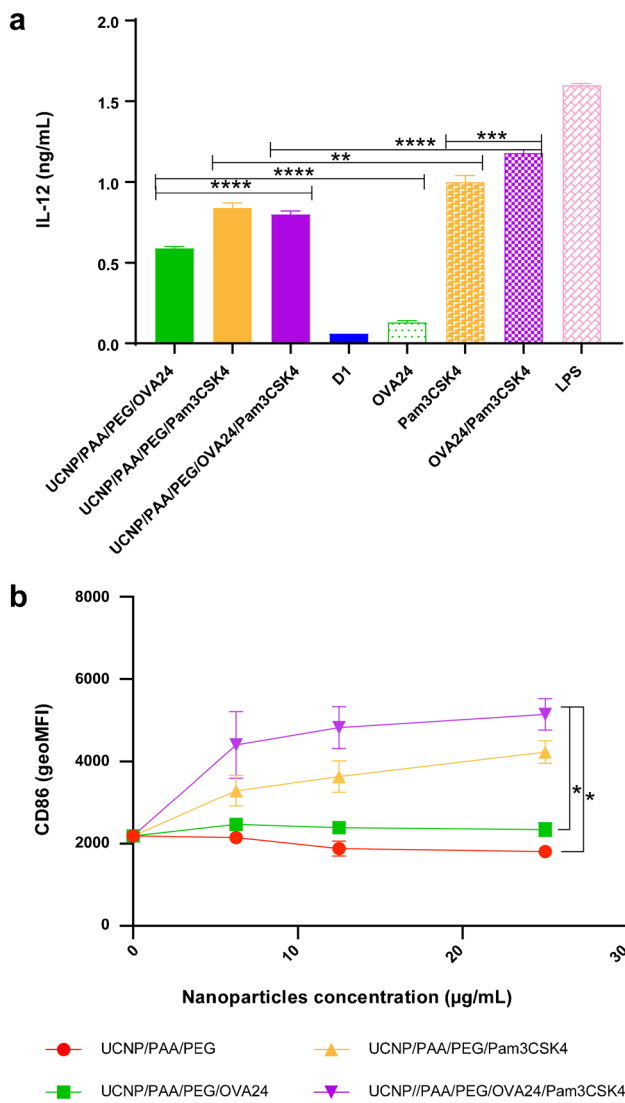 a
IL-12 (ng/mL)
2.0
1.5
1.0
0.5
0.0
****
***
**
****
****
UCNP/PAA/PEG/OVA24
UCNP/PAA/PEG/Pam3CSK4
UCNP/PAA/PEG/OVA24/Pam3CSK4
D1
OVA24
Pam3CSK4
OVA24/Pam3CSK4
LPS
b
CD86 (geoMFI)
8000
6000
4000
2000
0
*
*
0
10
20
30
Nanoparticles concentration (µg/mL)
UCNP/PAA/PEG
UCNP/PAA/PEG/Pam3CSK4
UCNP/PAA/PEG/OVA24
UCNP//PAA/PEG/OVA24/Pam3CSK4